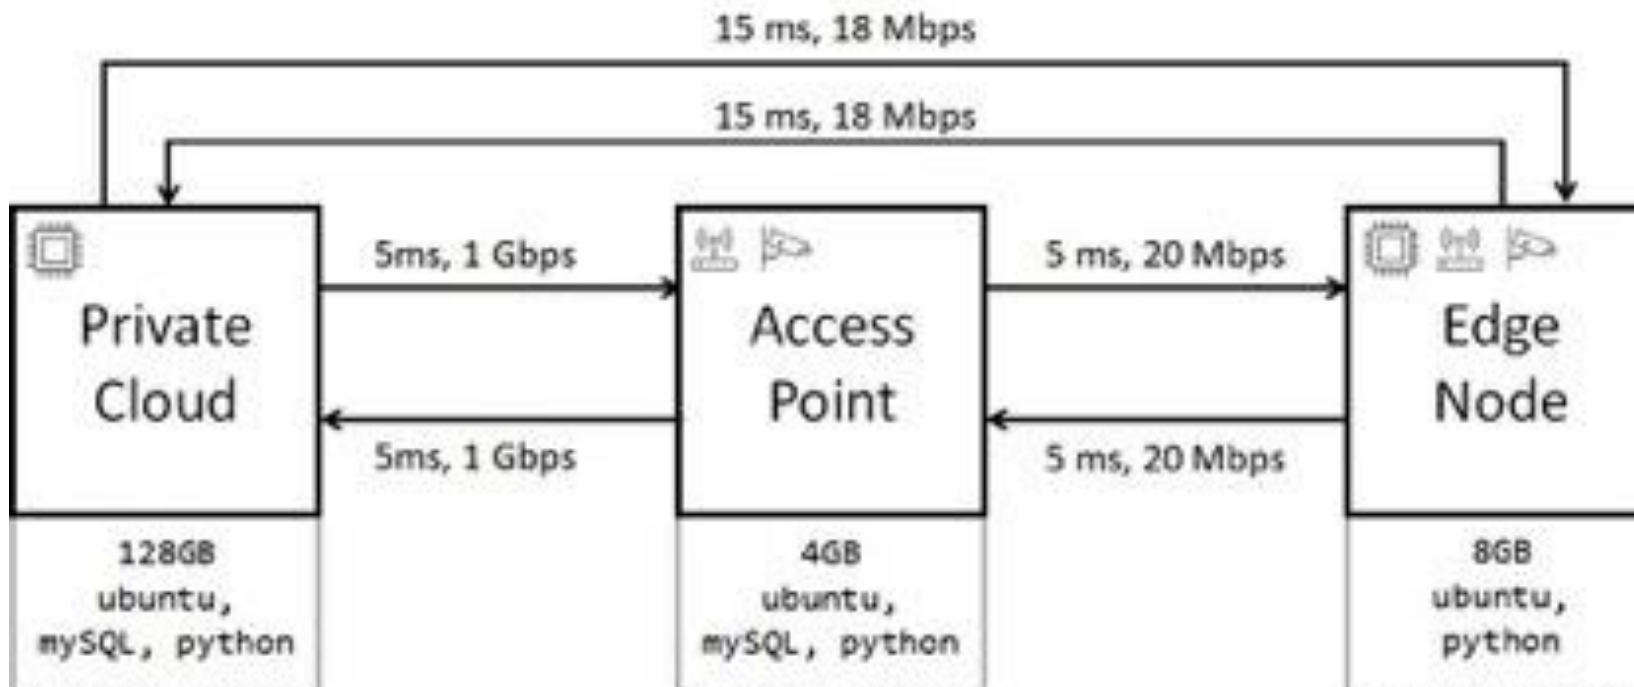 15 ms, 18 Mbps
15 ms, 18 Mbps
5ms, 1 Gbps
5 ms, 20 Mbps
Private
Cloud
Access
Point
Edge
Node
5ms, 1 Gbps
5 ms, 20 Mbps
128GB
ubuntu,
mySQL, python
4GB
ubuntu,
mySQL, python
8GB
ubuntu,
python